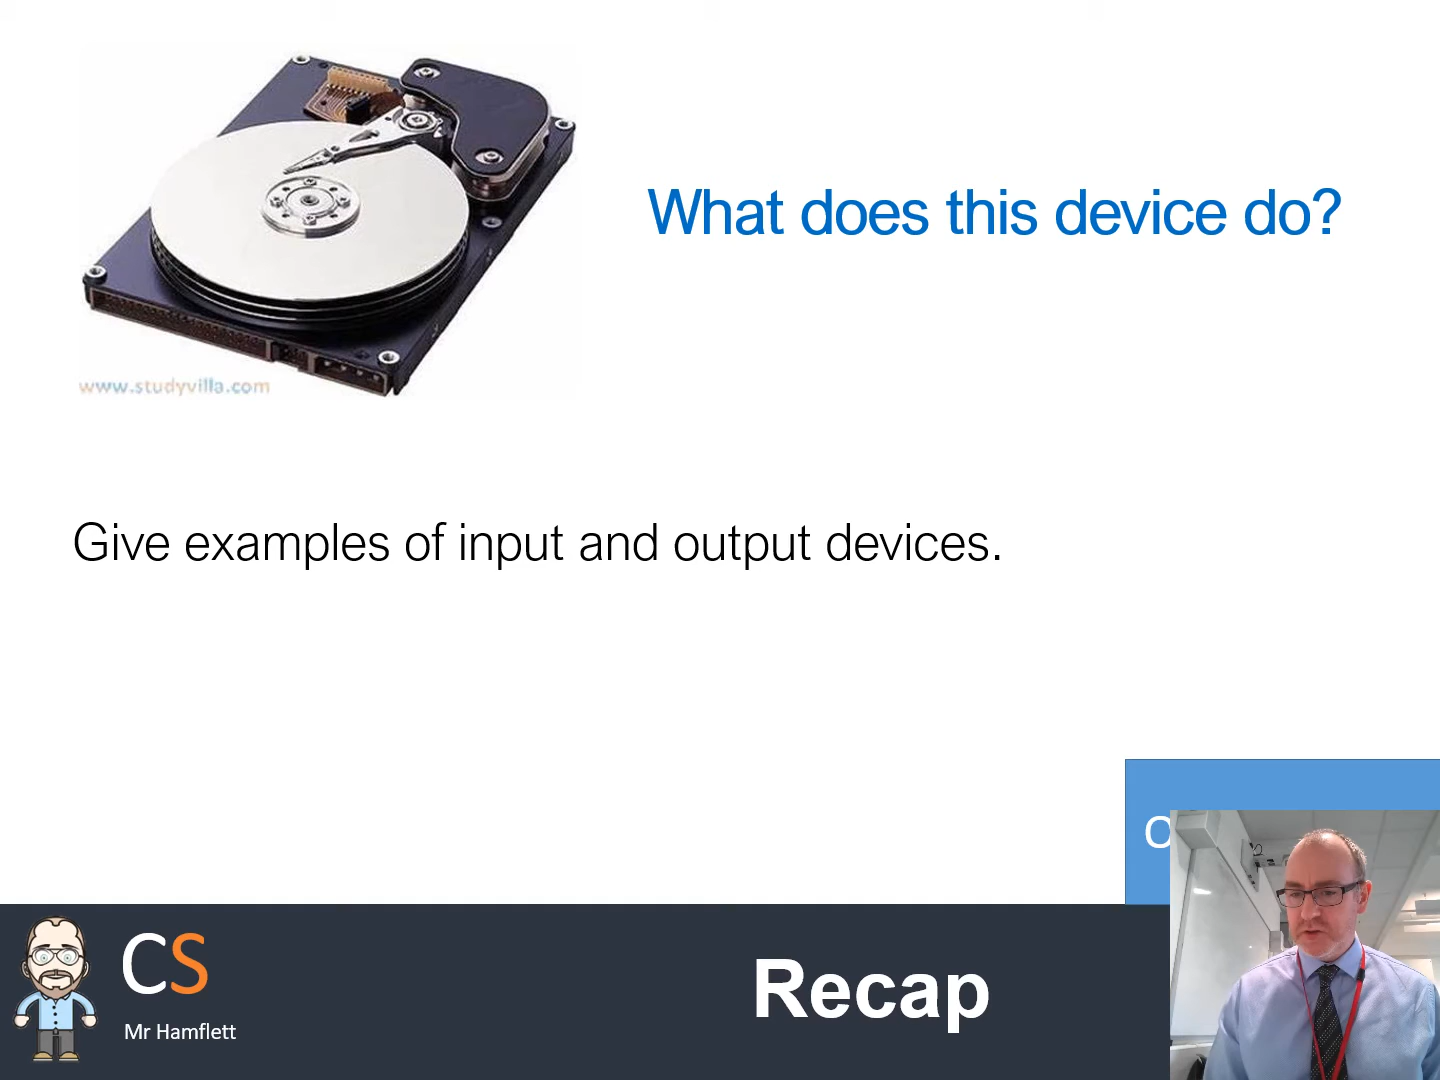 What does this device do?
www.studyvilla.com
Give examples of input and output devices.
CS
Mr Hamflett
Recap